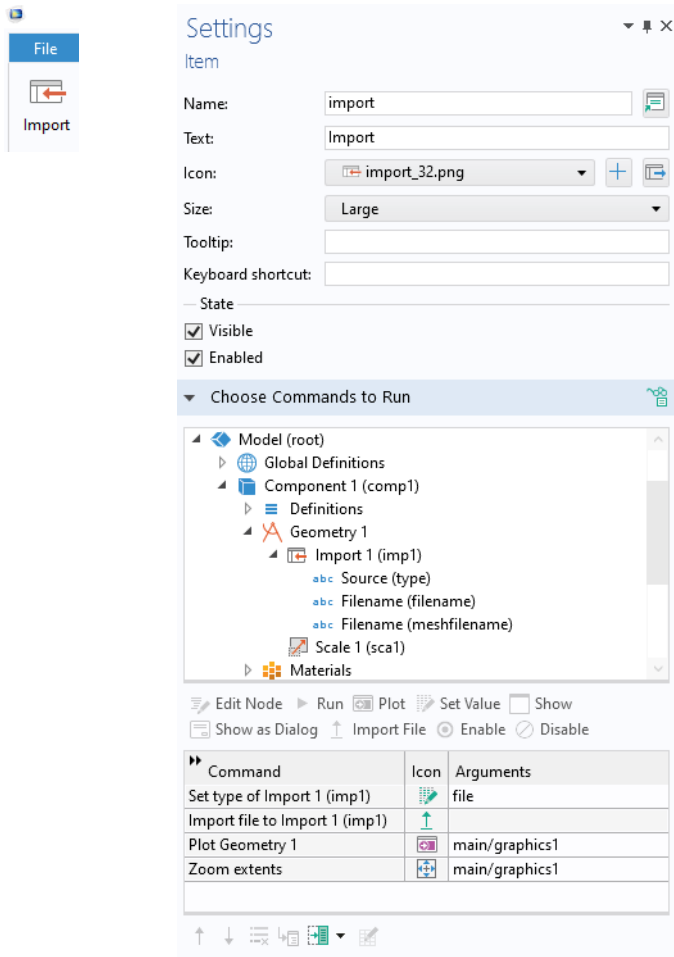 File
Import
Settings
Item
Name: import
Text: Import
Icon: import_32.png
Size: Large
Tooltip:
Keyboard shortcut:
State
Visible
Enabled
Choose Commands to Run
Model (root)
Global Definitions
Component 1 (comp1)
Definitions
Geometry 1
Import 1 (imp1)
abc Source (type)
abc Filename (filename)
abc Filename (meshfilename)
Scale 1 (sca1)
Materials
Edit Node Run Plot Set Value Show
Show as Dialog Import File Enable Disable
Command Icon Arguments
Set type of Import 1 (imp1) file
Import file to Import 1 (imp1)
Plot Geometry 1 main/graphics1
Zoom extents main/graphics1